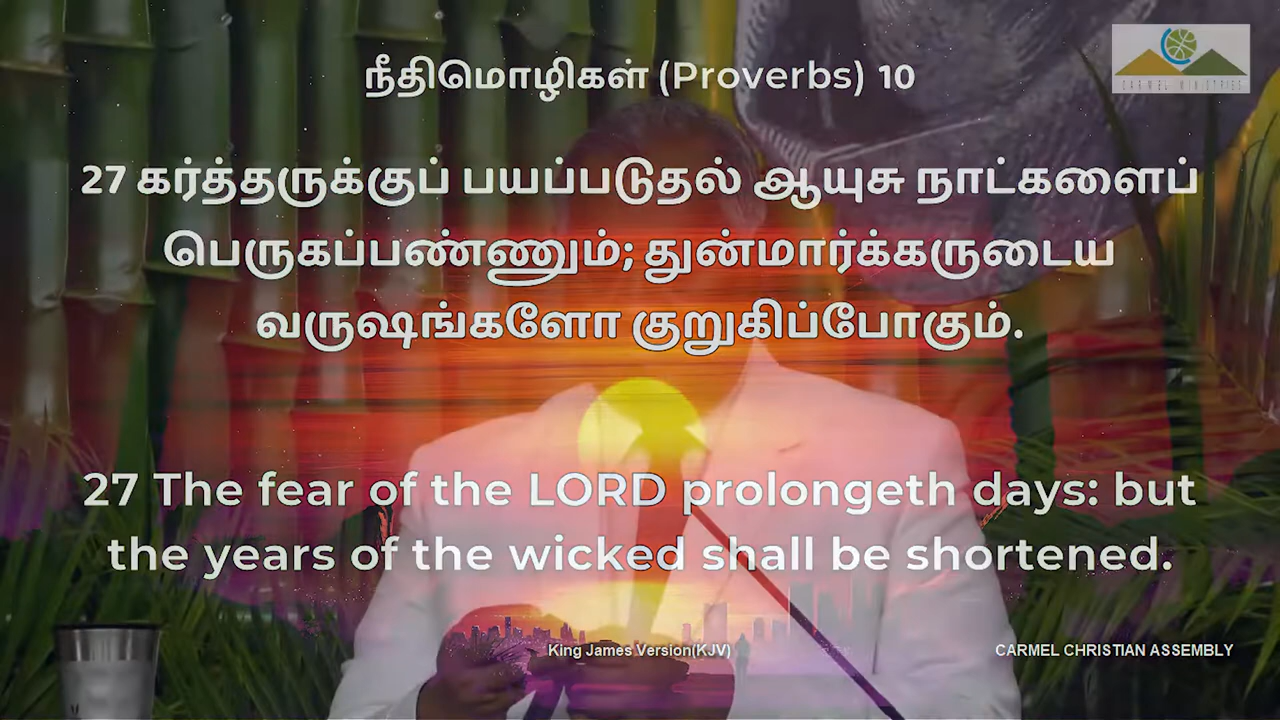 CARMEL MINISTRIES
நீதிமொழிகள் (Proverbs) 10
27 கர்த்தருக்குப் பயப்படுதல் ஆயுசு நாட்களைப்
பெருகப்பண்ணும்; துன்மார்க்கருடைய
வருஷங்களோ குறுகிப்போகும்.
27 The fear of the LORD prolongeth days: but
the years of the wicked shall be shortened.
King James Version(KJV)
CARMEL CHRISTIAN ASSEMBLY